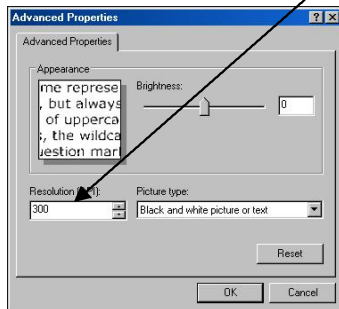 Advanced Properties
Advanced Properties
Appearance
me represe
, but always
of upperca
;, the wildca
uestion mark
Brightness:
0
Resolution
Picture type:
300
Black and white picture or text
Reset
OK
Cancel